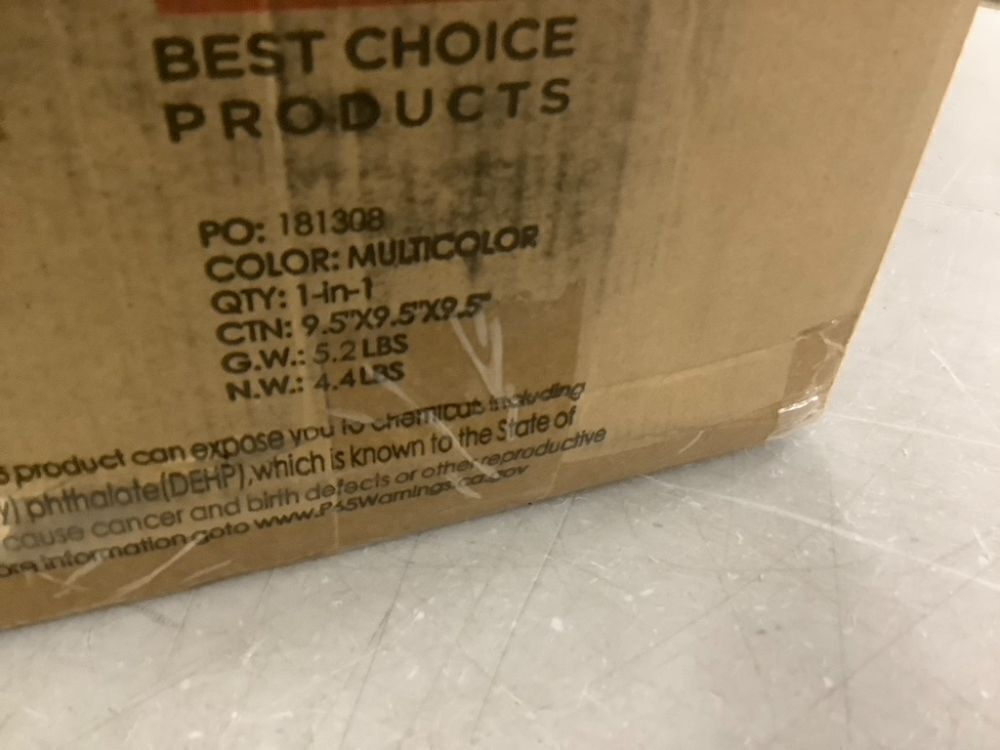 BEST CHOICE
PRODUCTS
PO: 181308
COLOR: MULTICOLOR
QTY: 1-in-1
CTN: 9.5"X9.5"X9.5"
G.W.: 5.2 LBS
N.W.: 4.4 LBS
product can expose you to chemicals including
phthalate(DEHP),which is known to the State of
cause cancer and birth defects or other reproductive
information goto www.P65Warnings.ca.gov